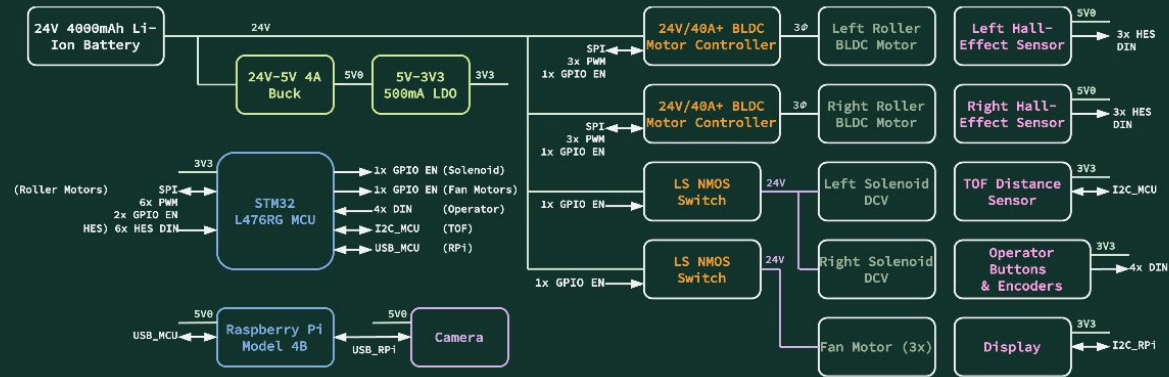 24V 4000mAh Li-
Ion Battery
24V
24V-5V 4A
Buck
5V0
5V-3V3
500mA LDO
3V3
24V/40A+ BLDC
Motor Controller
SPI
3x PWM
1x GPIO EN
3Φ
Left Roller
BLDC Motor
Left Hall-
Effect Sensor
5V0
3x HES
DIN
24V/40A+ BLDC
Motor Controller
SPI
3x PWM
1x GPIO EN
3Φ
Right Roller
BLDC Motor
Right Hall-
Effect Sensor
5V0
3x HES
DIN
3V3
(Roller Motors)
SPI
6x PWM
2x GPIO EN
HES) 6x HES DIN
STM32
L476RG MCU
1x GPIO EN (Solenoid)
1x GPIO EN (Fan Motors)
4x DIN (Operator)
I2C_MCU (TOF)
USB_MCU (RPi)
LS NMOS
Switch
1x GPIO EN
24V
Left Solenoid
DCV
TOF Distance
Sensor
3V3
I2C_MCU
LS NMOS
Switch
1x GPIO EN
24V
Right Solenoid
DCV
Operator
Buttons
& Encoders
3V3
4x DIN
5V0
USB_MCU
Raspberry Pi
Model 4B
USB_RPi
5V0
Camera
Fan Motor (3x)
Display
3V3
I2C_RPi